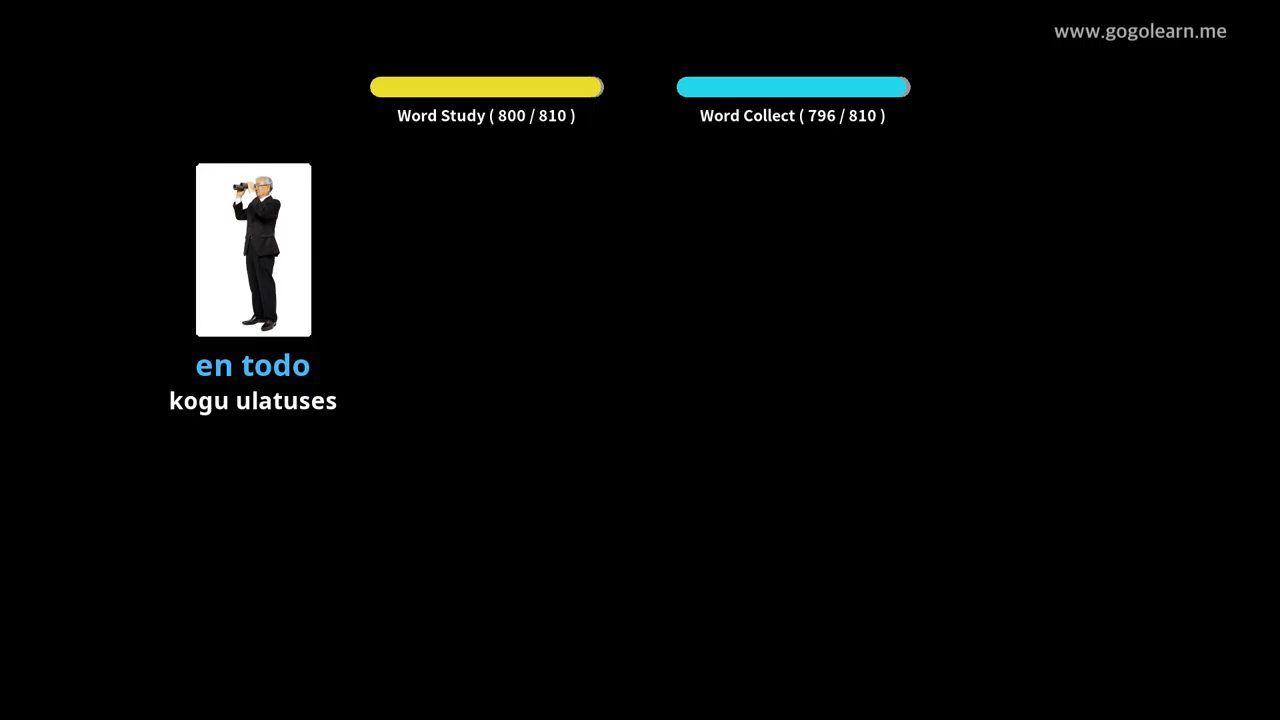 www.gogolearn.me
Word Study ( 800 / 810 )
Word Collect ( 796 / 810 )
en todo
kogu ulatuses